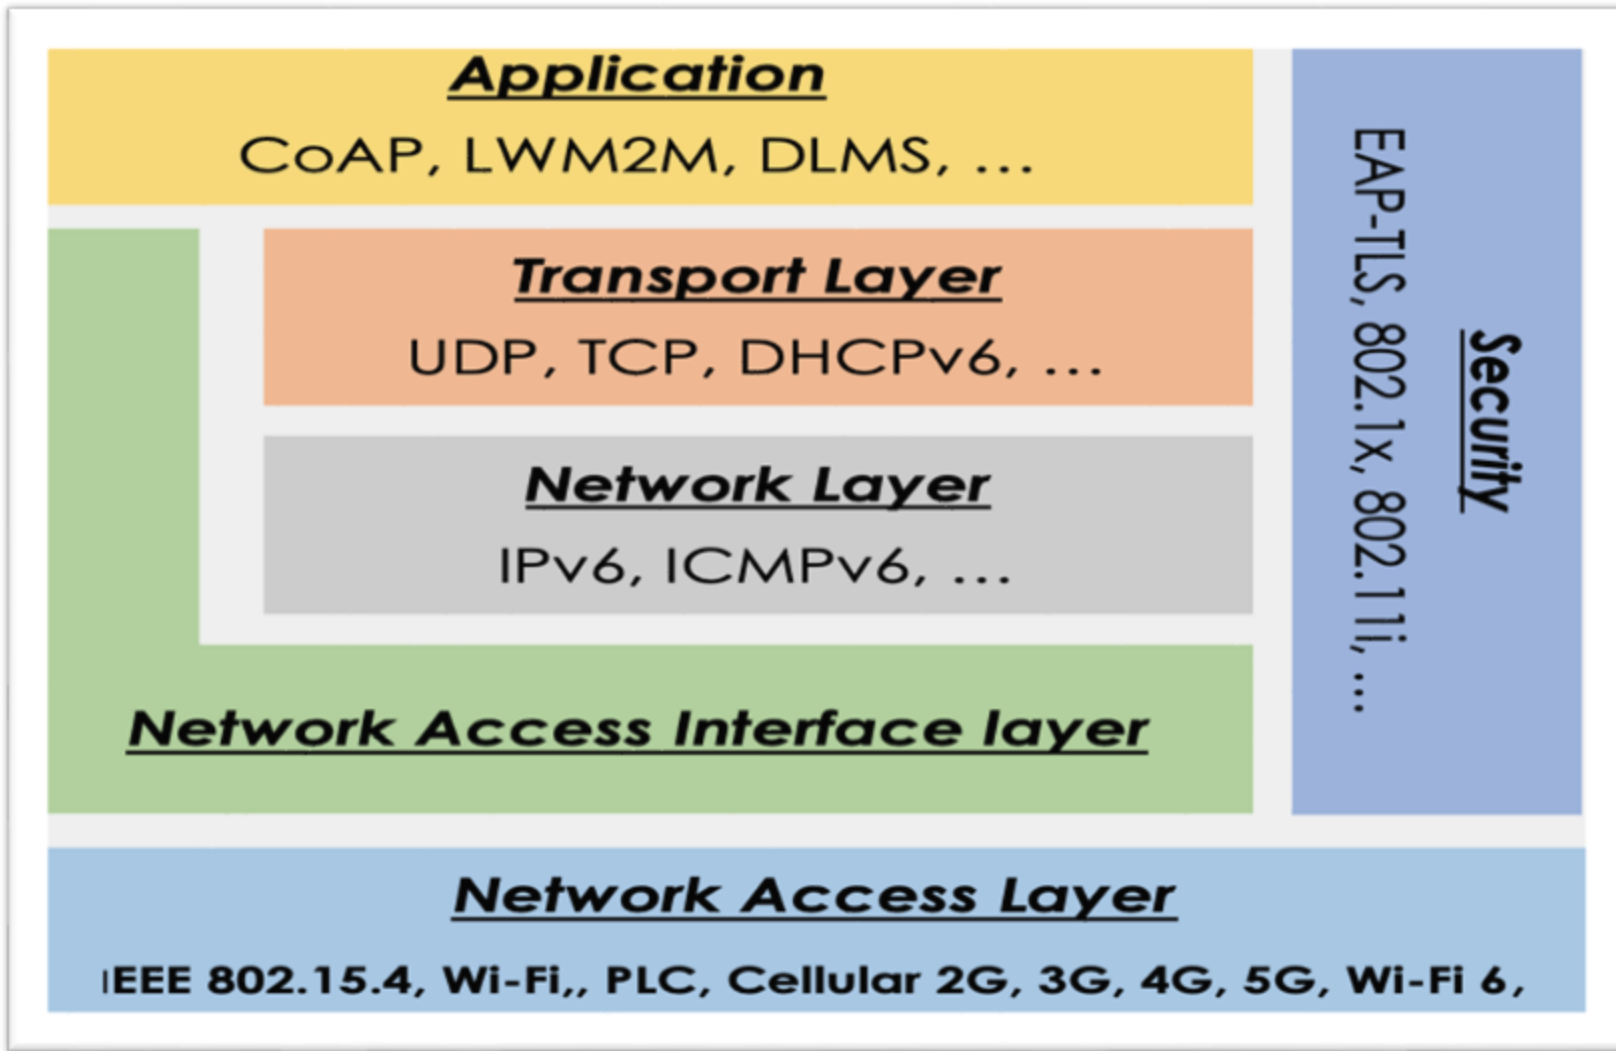 Application
CoAP, LWM2M, DLMS, ...
Transport Layer
UDP, TCP, DHCPv6, ...
Network Layer
IPv6, ICMPv6, ...
Network Access Interface layer
Security
EAP-TLS, 802.1x, 802.11i, ...
Network Access Layer
IEEE 802.15.4, Wi-Fi,, PLC, Cellular 2G, 3G, 4G, 5G, Wi-Fi 6,